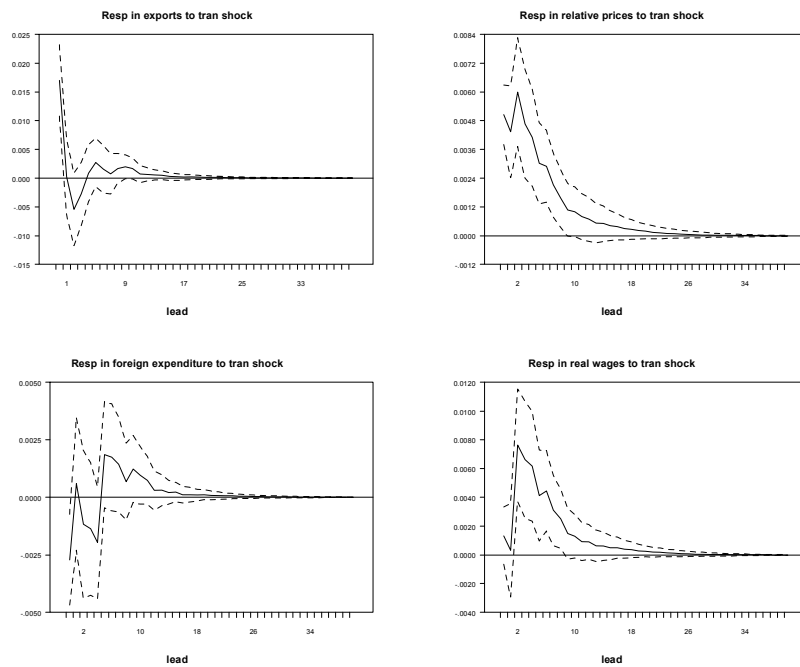 Resp in exports to tran shock
0.025
0.020
0.015
0.010
0.005
0.000
-.005
-.010
-.015
1 9 17 25 33
lead
Resp in relative prices to tran shock
0.0084
0.0072
0.0060
0.0048
0.0036
0.0024
0.0012
0.0000
-.0012
2 10 18 26 34
lead
Resp in foreign expenditure to tran shock
0.0050
0.0025
0.0000
-.0025
-.0050
2 10 18 26 34
lead
Resp in real wages to tran shock
0.0120
0.0100
0.0080
0.0060
0.0040
0.0020
0.0000
-.0020
-.0040
2 10 18 26 34
lead